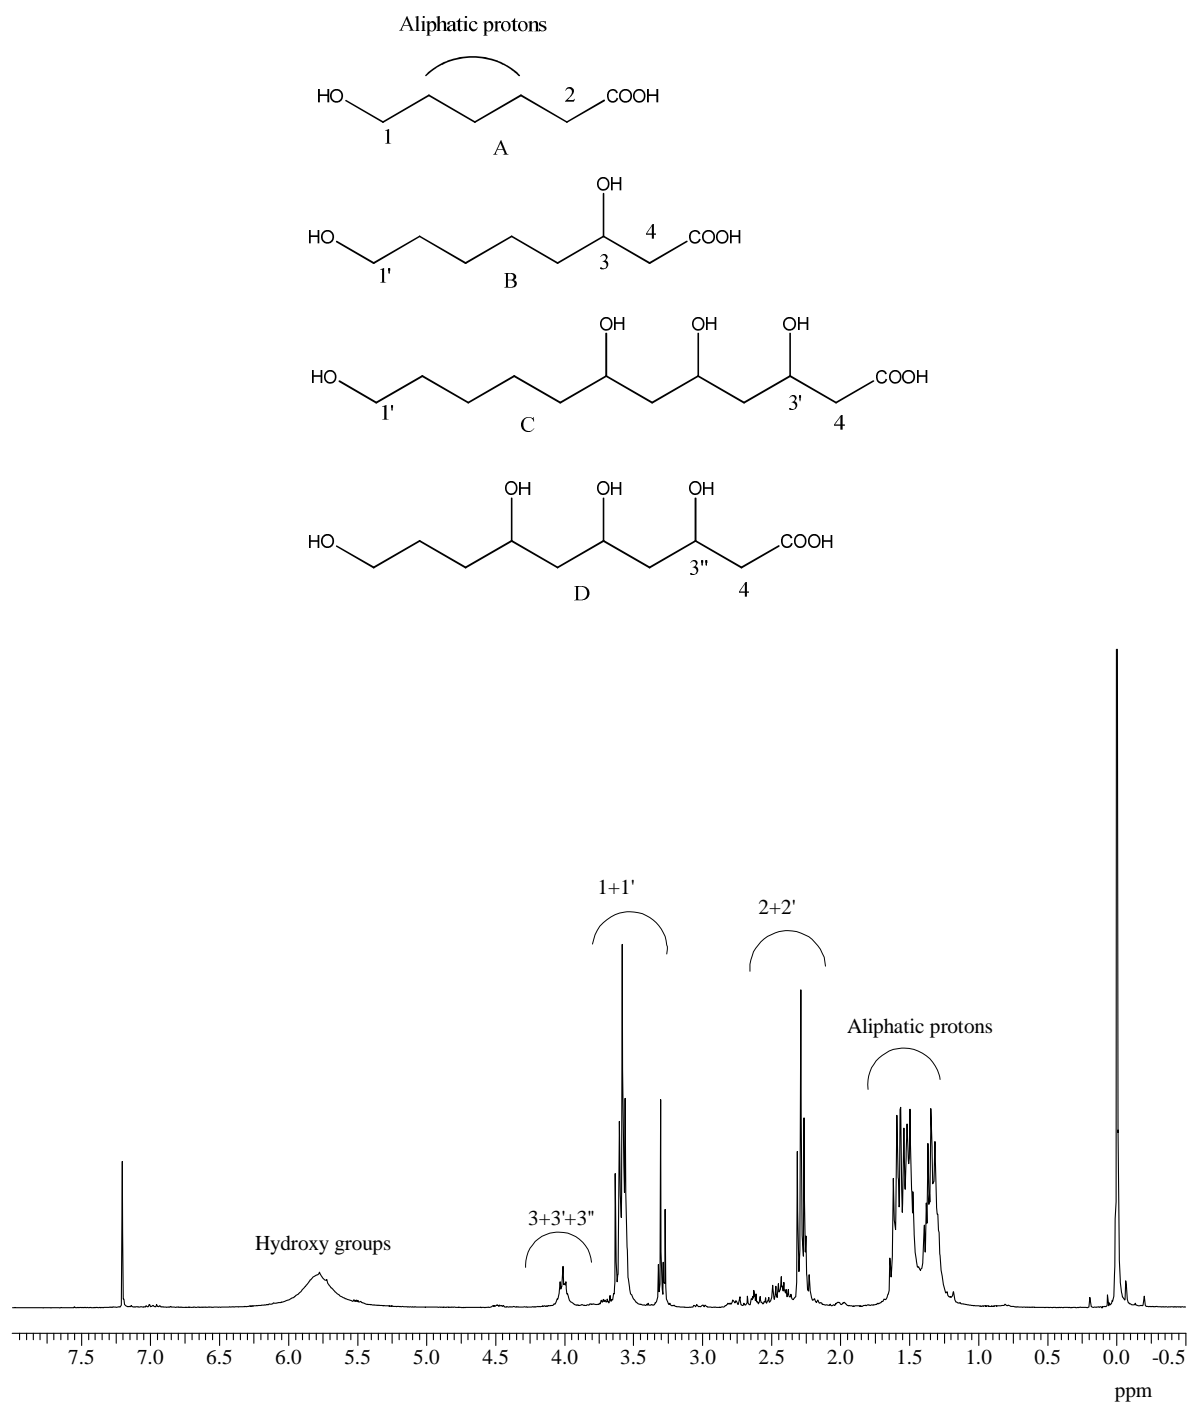 Aliphatic protons
HO 2 COOH
1
A
OH
HO 4 COOH
1' 3
B
OH OH OH
HO COOH
1' 3' 4
C
OH OH OH
HO COOH
3" 4
D
1+1'
2+2'
Aliphatic protons
3+3'+3"
Hydroxy groups
7.5 7.0 6.5 6.0 5.5 5.0 4.5 4.0 3.5 3.0 2.5 2.0 1.5 1.0 0.5 0.0 -0.5
ppm